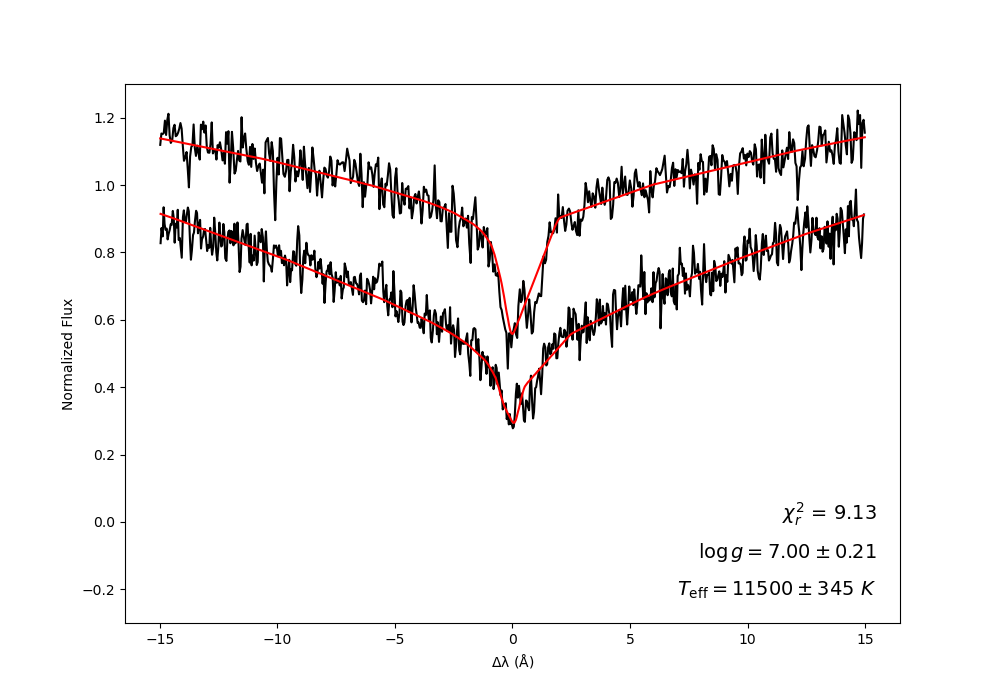 1.2
1.0
0.8
0.6
0.4
0.2
0.0
−0.2
Normalized Flux
χ²ᵣ = 9.13
log g = 7.00 ± 0.21
T_eff = 11500 ± 345 K
−15 −10 −5 0 5 10 15
Δλ (Å)